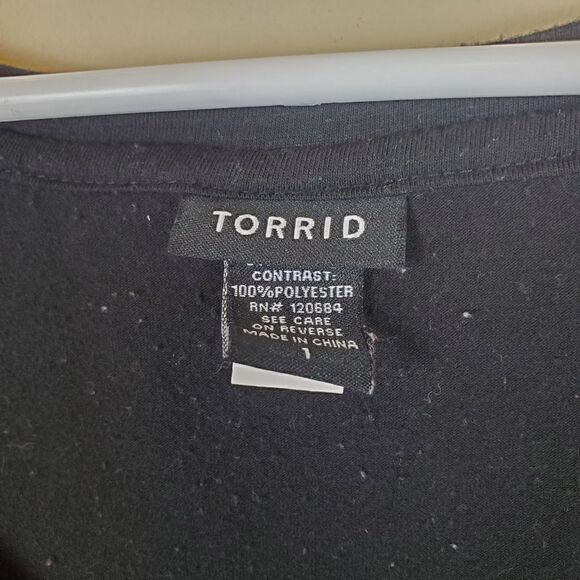 TORRID
CONTRAST:
100%POLYESTER
RN# 120684
SEE CARE
ON REVERSE
MADE IN CHINA
1